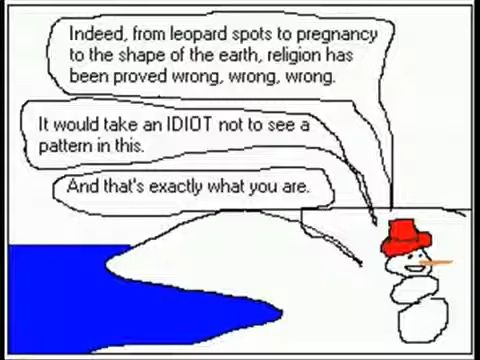 Indeed, from leopard spots to pregnancy
to the shape of the earth, religion has
been proved wrong, wrong, wrong.
It would take an IDIOT not to see a
pattern in this.
And that's exactly what you are.